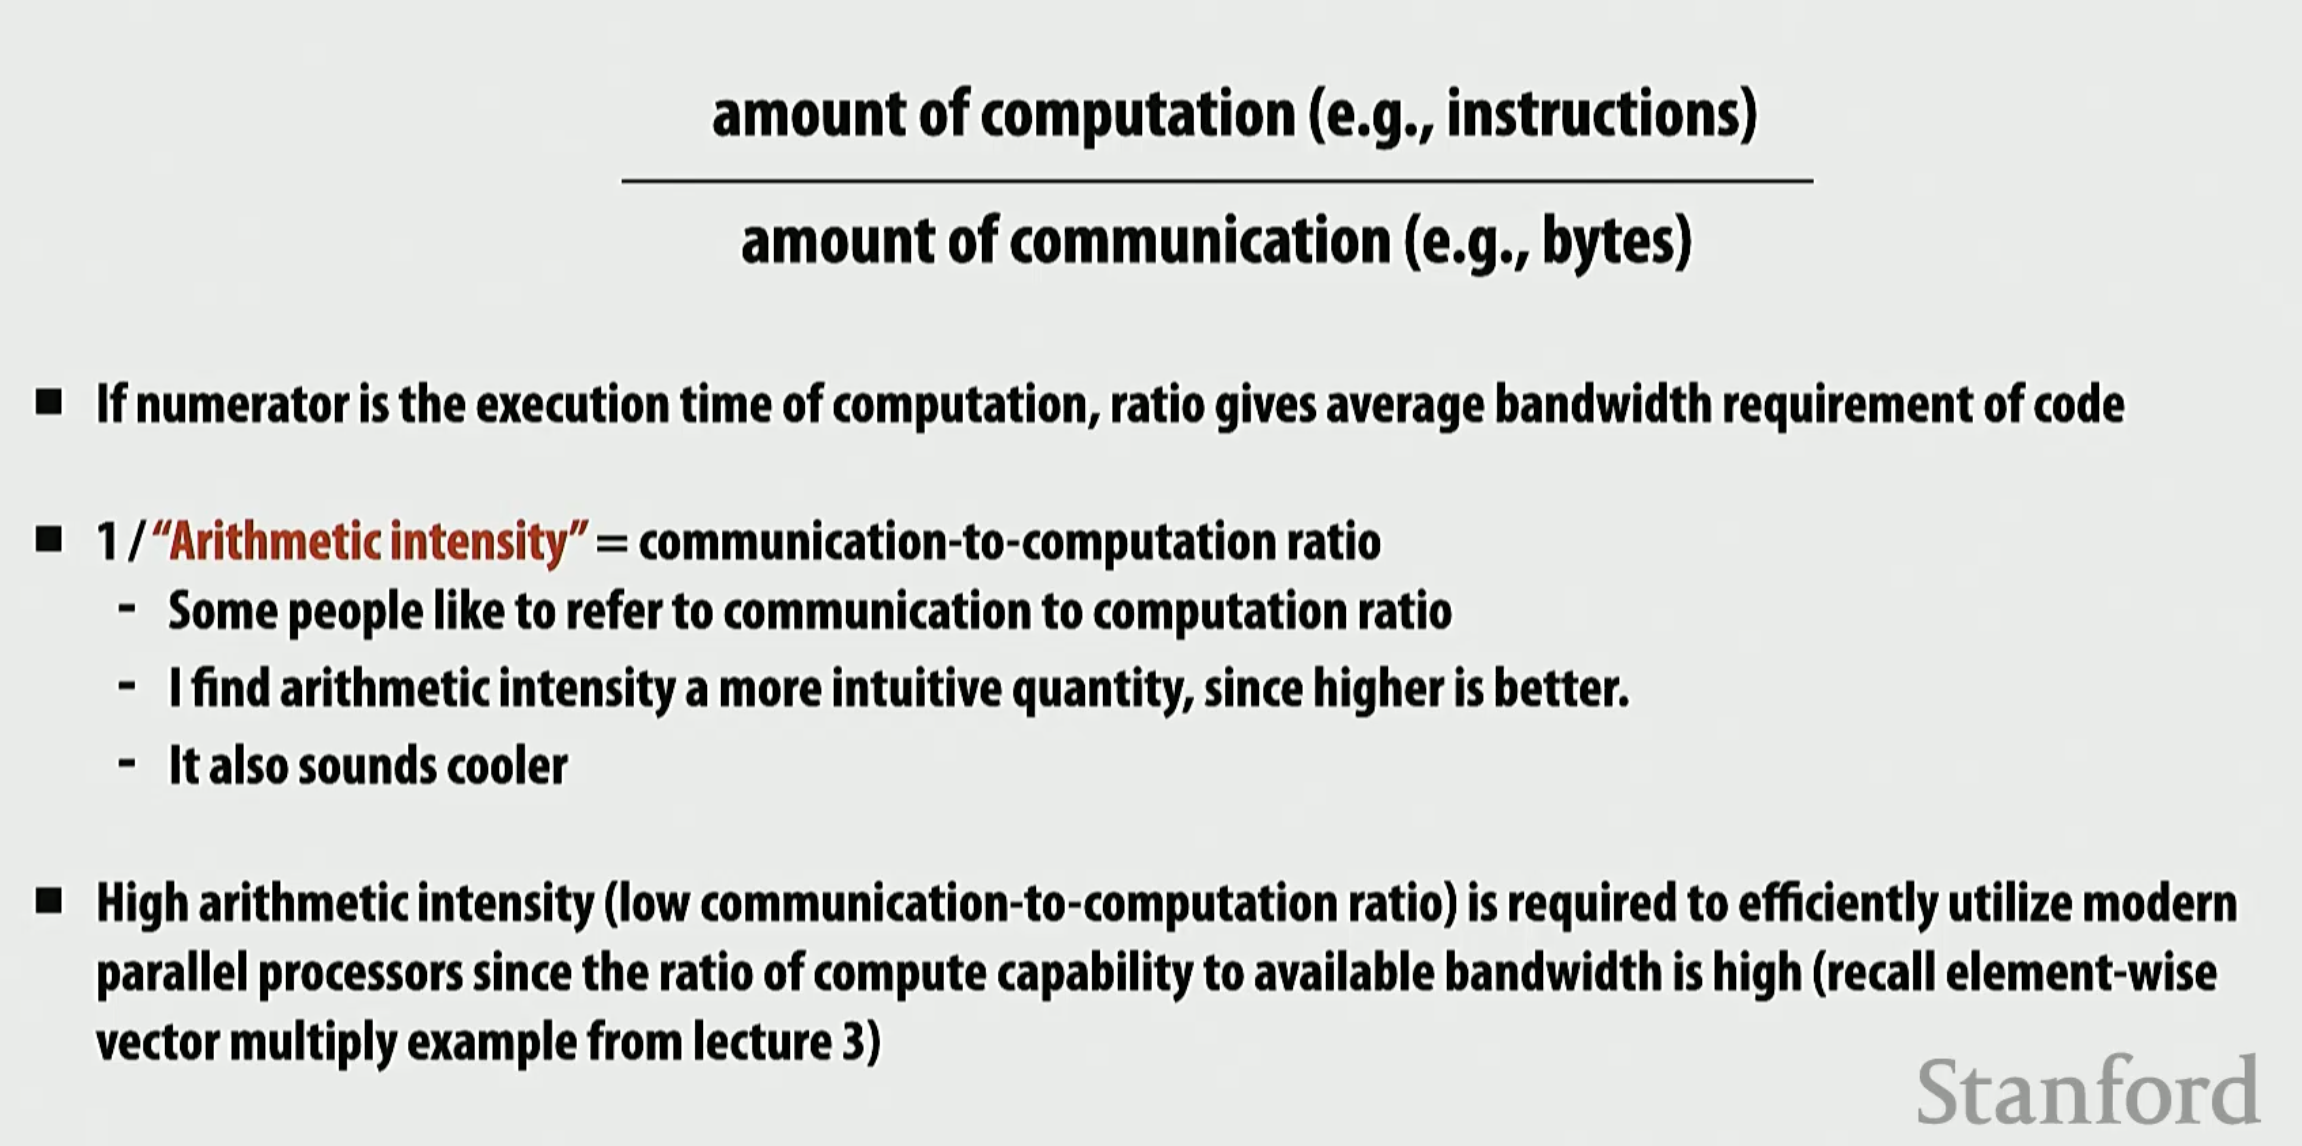 amount of computation (e.g., instructions)
amount of communication (e.g., bytes)
■ If numerator is the execution time of computation, ratio gives average bandwidth requirement of code
■ 1 / “Arithmetic intensity” = communication-to-computation ratio
- Some people like to refer to communication to computation ratio
- I find arithmetic intensity a more intuitive quantity, since higher is better.
- It also sounds cooler
■ High arithmetic intensity (low communication-to-computation ratio) is required to efficiently utilize modern
parallel processors since the ratio of compute capability to available bandwidth is high (recall element-wise
vector multiply example from lecture 3)
Stanford